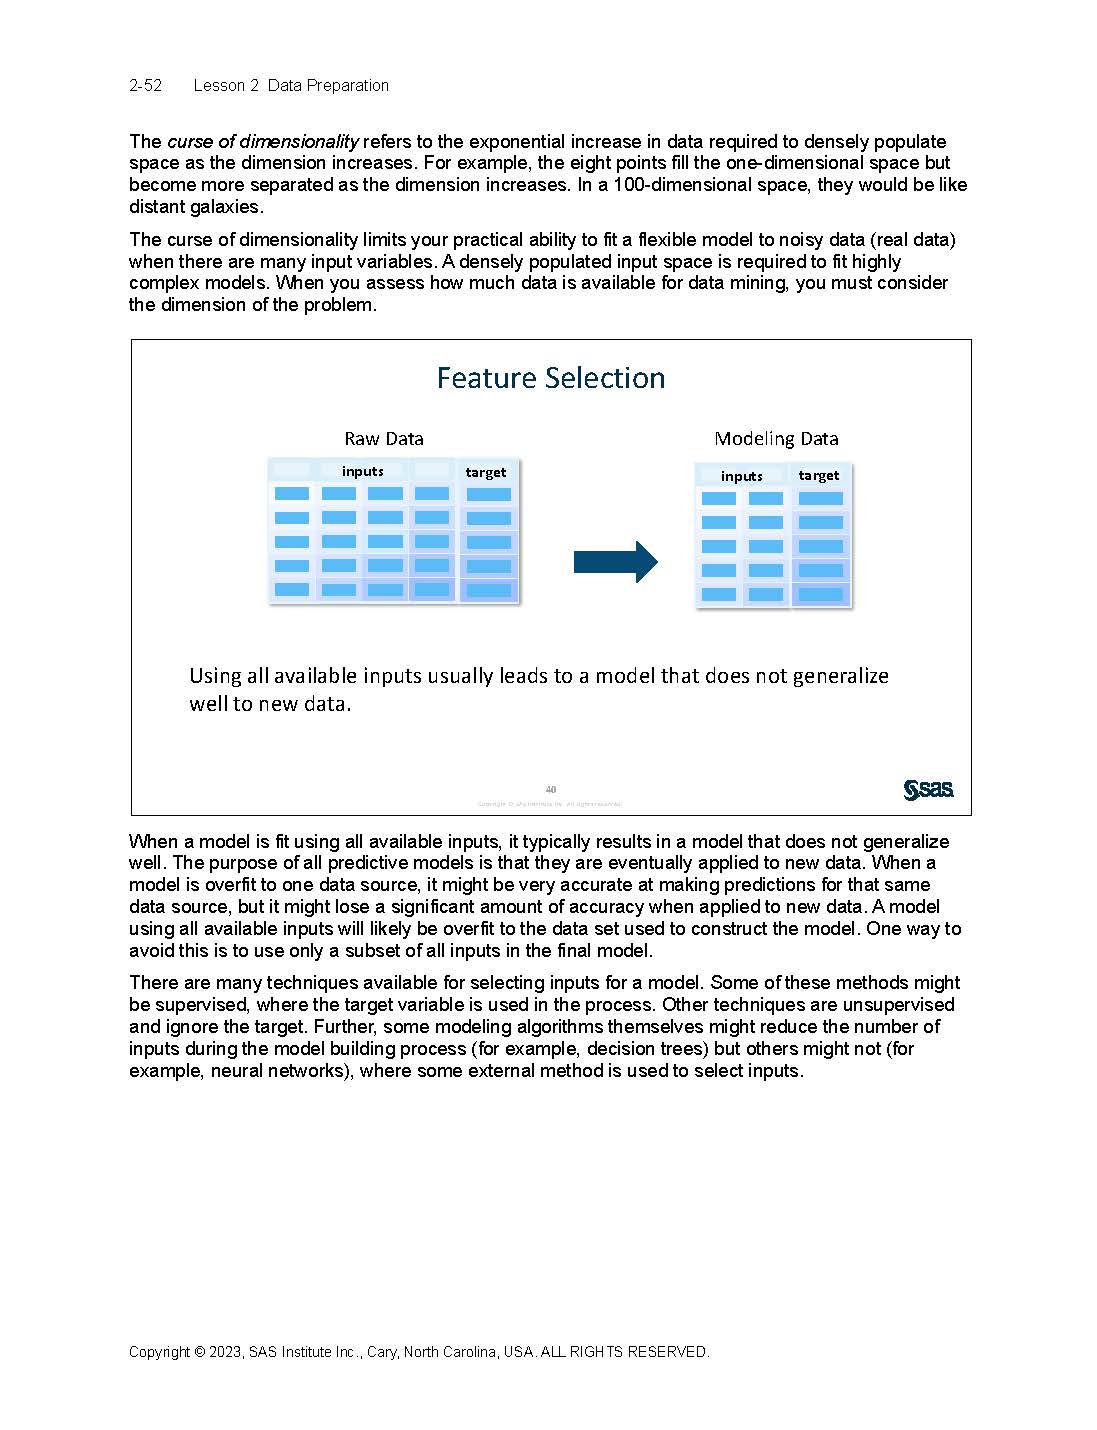 2-52 Lesson 2 Data Preparation
The curse of dimensionality refers to the exponential increase in data required to densely populate
space as the dimension increases. For example, the eight points fill the one-dimensional space but
become more separated as the dimension increases. In a 100-dimensional space, they would be like
distant galaxies.
The curse of dimensionality limits your practical ability to fit a flexible model to noisy data (real data)
when there are many input variables. A densely populated input space is required to fit highly
complex models. When you assess how much data is available for data mining, you must consider
the dimension of the problem.
Feature Selection
Raw Data
Modeling Data
inputs target
inputs target
Using all available inputs usually leads to a model that does not generalize
well to new data.
40
Copyright © SAS Institute Inc. All rights reserved.
sas
When a model is fit using all available inputs, it typically results in a model that does not generalize
well. The purpose of all predictive models is that they are eventually applied to new data. When a
model is overfit to one data source, it might be very accurate at making predictions for that same
data source, but it might lose a significant amount of accuracy when applied to new data. A model
using all available inputs will likely be overfit to the data set used to construct the model. One way to
avoid this is to use only a subset of all inputs in the final model.
There are many techniques available for selecting inputs for a model. Some of these methods might
be supervised, where the target variable is used in the process. Other techniques are unsupervised
and ignore the target. Further, some modeling algorithms themselves might reduce the number of
inputs during the model building process (for example, decision trees) but others might not (for
example, neural networks), where some external method is used to select inputs.
Copyright © 2023, SAS Institute Inc., Cary, North Carolina, USA. ALL RIGHTS RESERVED.